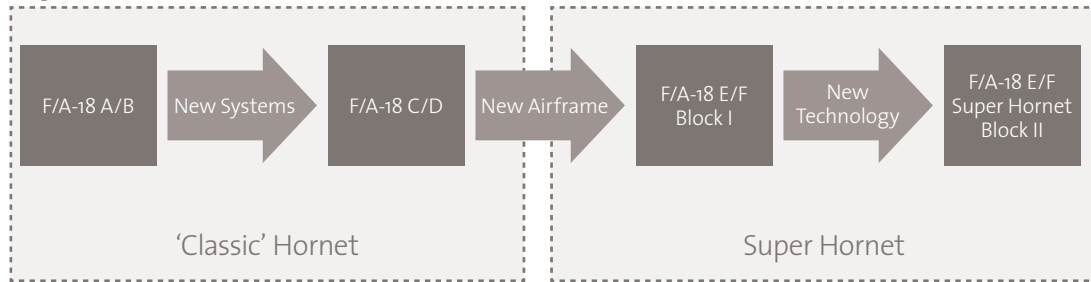 F/A-18 A/B
New Systems
F/A-18 C/D
New Airframe
F/A-18 E/F
Block I
New
Technology
F/A-18 E/F
Super Hornet
Block II
‘Classic’ Hornet
Super Hornet